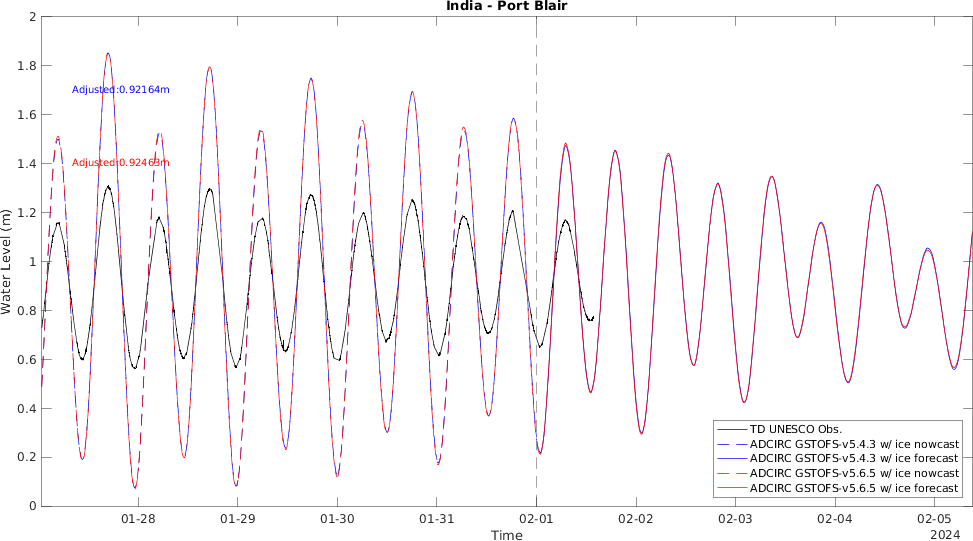 India - Port Blair
2
1.8
1.6
1.4
1.2
1
0.8
0.6
0.4
0.2
0
Water Level (m)
Adjusted:0.92164m
Adjusted:0.92463m
TD UNESCO Obs.
ADCIRC GSTOFS-v5.4.3 w/ ice nowcast
ADCIRC GSTOFS-v5.4.3 w/ ice forecast
ADCIRC GSTOFS-v5.6.5 w/ ice nowcast
ADCIRC GSTOFS-v5.6.5 w/ ice forecast
01-28 01-29 01-30 01-31 02-01 02-02 02-03 02-04 02-05
Time
2024